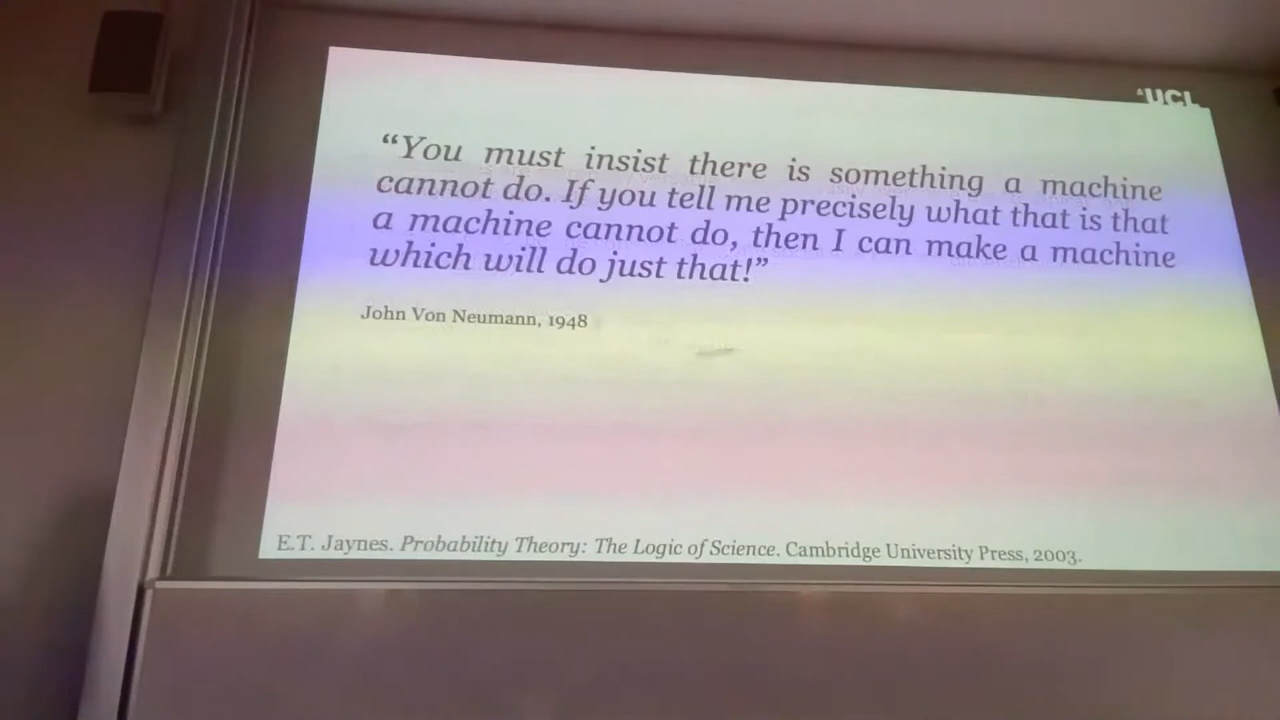 UCL
“You must insist there is something a machine
cannot do. If you tell me precisely what that is that
a machine cannot do, then I can make a machine
which will do just that!”
John Von Neumann, 1948
E.T. Jaynes. Probability Theory: The Logic of Science. Cambridge University Press, 2003.